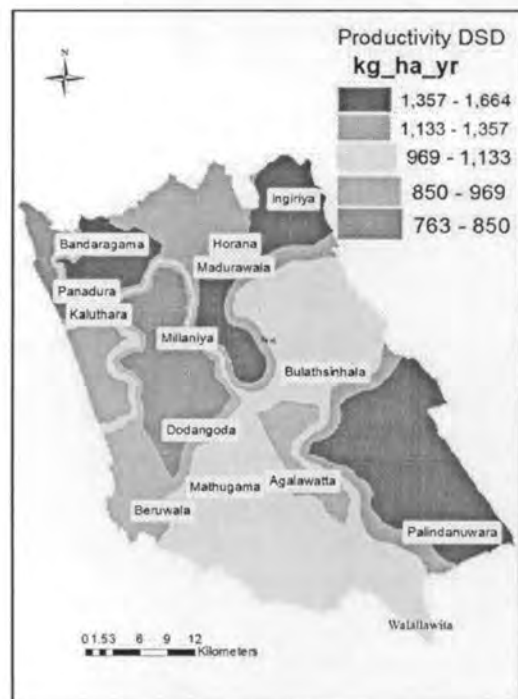 Productivity DSD
kg_ha_yr
1,357 - 1,664
1,133 - 1,357
969 - 1,133
850 - 969
763 - 850
N
Ingiriya
Bandaragama
Horana
Madurawala
Panadura
Kaluthara
Millaniya
Bulathsinhala
Dodangoda
Mathugama
Agalawatta
Beruwala
Palindanuwara
Walallawita
0 1.53 6 9 12
Kilometers